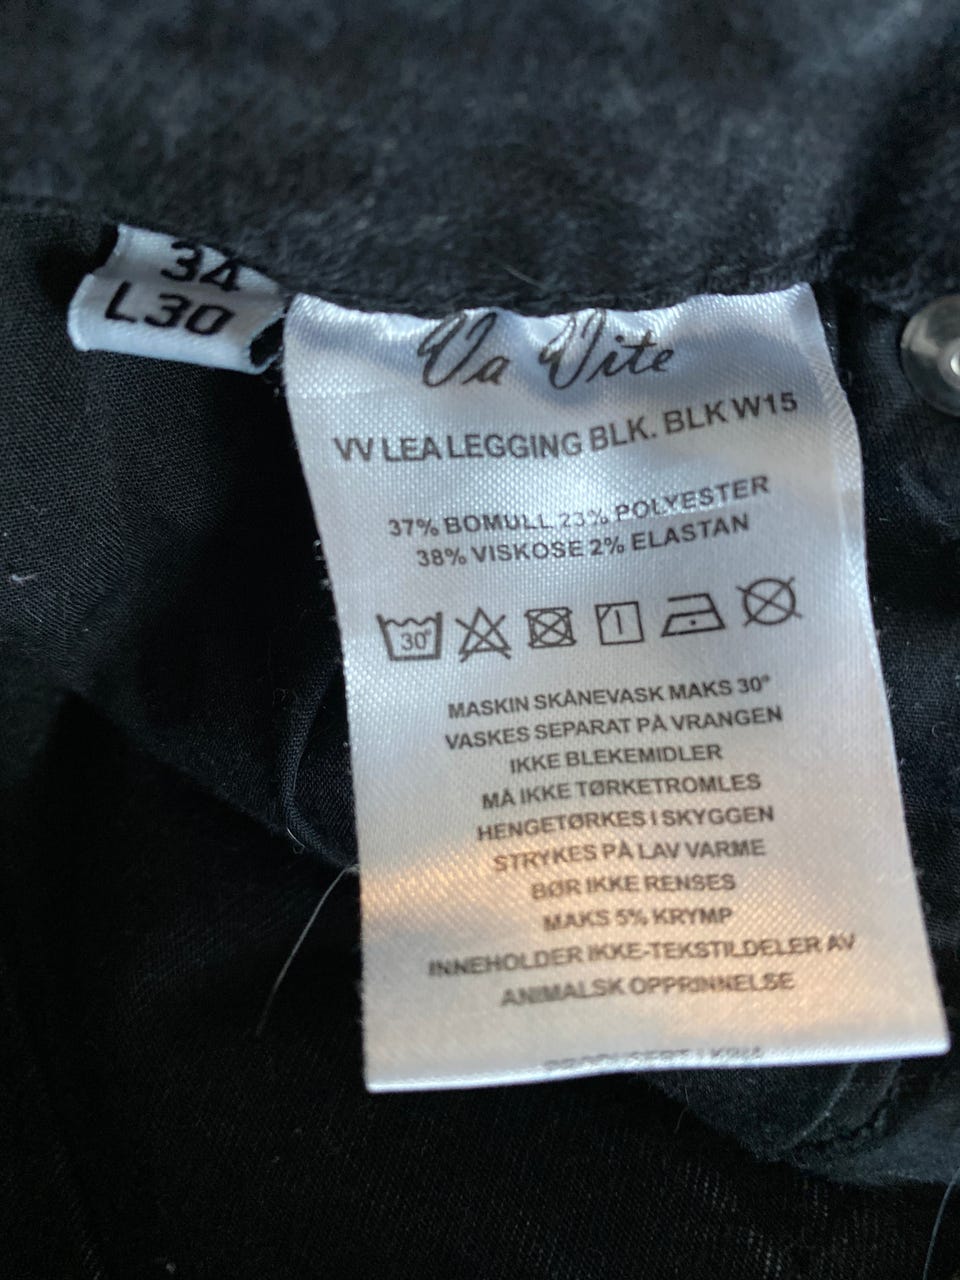 34
L30
Va Vite
VV LEA LEGGING BLK. BLK W15
37% BOMULL 23% POLYESTER
38% VISKOSE 2% ELASTAN
30°
MASKIN SKÅNEVASK MAKS 30°
VASKES SEPARAT PÅ VRANGEN
IKKE BLEKEMIDLER
MÅ IKKE TØRKETROMLES
HENGETØRKES I SKYGGEN
STRYKES PÅ LAV VARME
BØR IKKE RENSES
MAKS 5% KRYMP
INNEHOLDER IKKE-TEKSTILDELER AV
ANIMALSK OPPRINNELSE